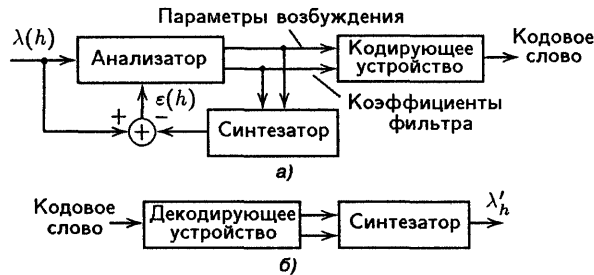 Параметры возбуждения
λ(h)
Анализатор
Кодирующее
устройство
Кодовое
слово
ε(h)
+
−
+
Коэффициенты
фильтра
Синтезатор
а)
Кодовое
слово
Декодирующее
устройство
Синтезатор
λ′h
б)